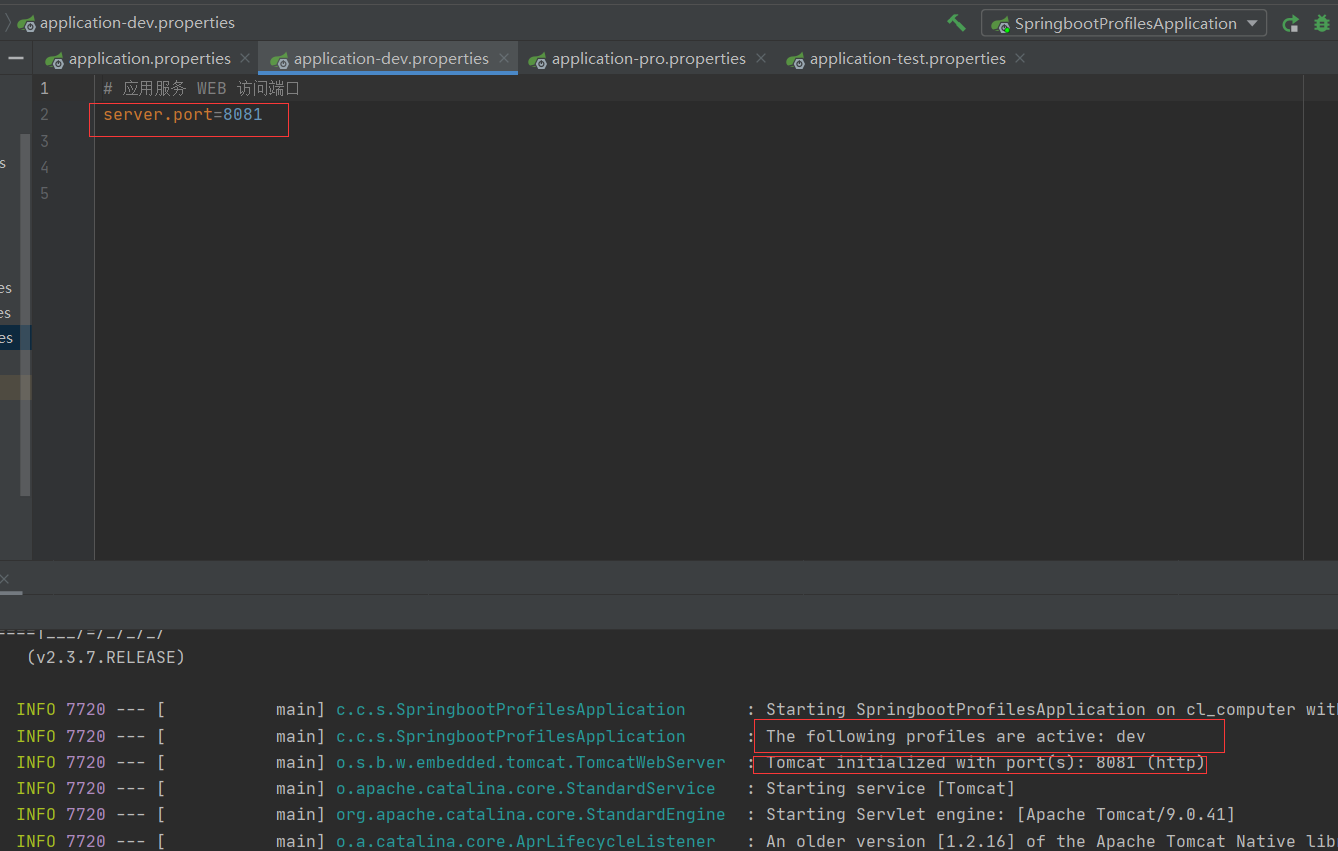 application-dev.properties
SpringbootProfilesApplication
application.properties
application-dev.properties
application-pro.properties
application-test.properties
1 # 应用服务 WEB 访问端口
2 server.port=8081
3
4
5
s
es
es
es
(v2.3.7.RELEASE)
INFO 7720 --- [ main] c.c.s.SpringbootProfilesApplication : Starting SpringbootProfilesApplication on cl_computer with
INFO 7720 --- [ main] c.c.s.SpringbootProfilesApplication : The following profiles are active: dev
INFO 7720 --- [ main] o.s.b.w.embedded.tomcat.TomcatWebServer : Tomcat initialized with port(s): 8081 (http)
INFO 7720 --- [ main] o.apache.catalina.core.StandardService : Starting service [Tomcat]
INFO 7720 --- [ main] org.apache.catalina.core.StandardEngine : Starting Servlet engine: [Apache Tomcat/9.0.41]
INFO 7720 --- [ main] o.a.catalina.core.AprLifecycleListener : An older version [1.2.16] of the Apache Tomcat Native lib